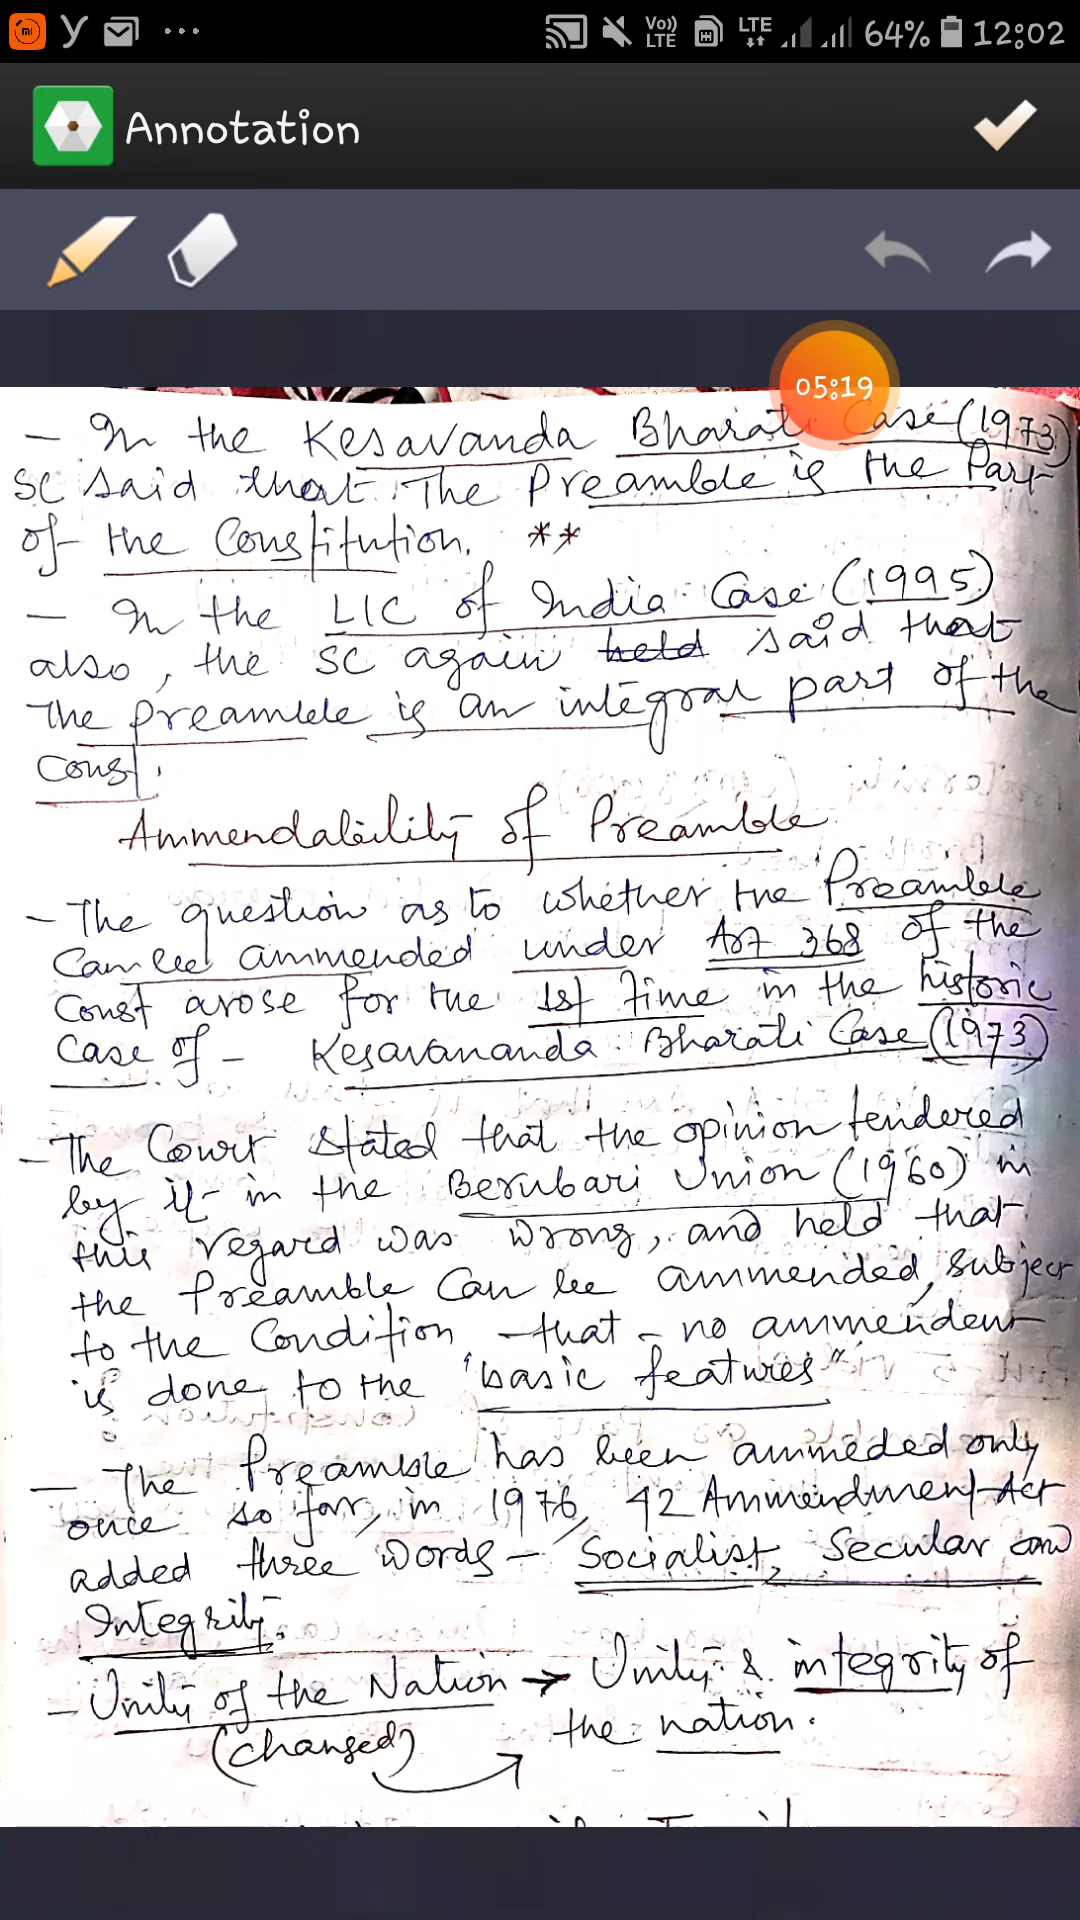 y ... Vo)) LTE LTE 64% 12:02
Annotation
05:19
- In the Kesavanda Bharati Case (1973)
SC said that The Preamble is the Part
of the Constitution. **
- In the LIC of India Case (1995)
also, the SC again held said that
the preamble is an integral part of the
Const.
Ammendability of Preamble
- The question as to whether the Preamble
Can be ammended under Art 368 of the
Const arose for the 1st time in the historic
Case of - Kesavananda Bharati Case (1973)
- The Court stated that the opinion tendered
by it in the Berubari Union (1960) in
this regard was wrong, and held that
the Preamble Can be ammended, subject
to the Condition - that - no ammendent
is done to the "basic features"
- The Preamble has been ammeded only
once so far, in 1976, 42 Ammendment Act
added three words - Socialist, Secular and
Integrity.
- Unity of the Nation → Unity & integrity of
the nation.
(changed)